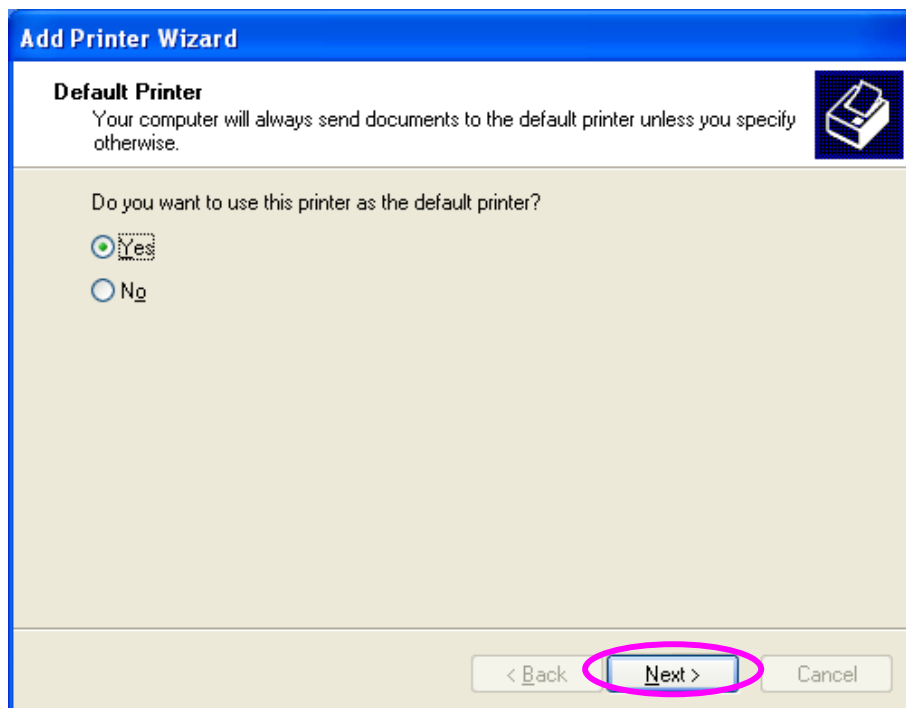 Add Printer Wizard
Default Printer
Your computer will always send documents to the default printer unless you specify
otherwise.
Do you want to use this printer as the default printer?
Yes
No
< Back
Next >
Cancel